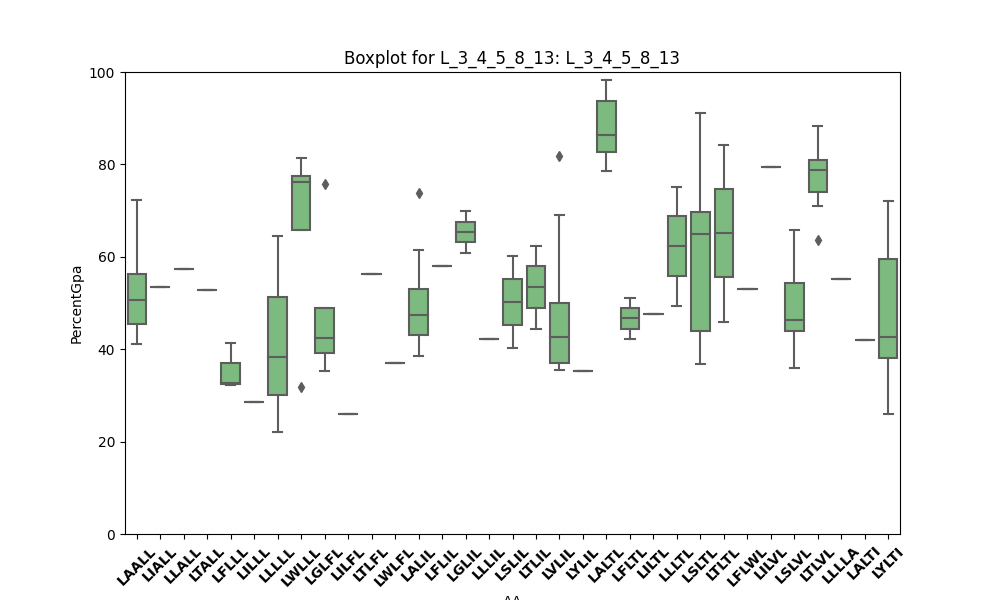 Boxplot for L_3_4_5_8_13: L_3_4_5_8_13
PercentGpa
100
80
60
40
20
0
LAALL LIALL LLALL LTALL LFLLL LILLL LLLLL LWLLL LGLFL LILFL LTLFL LWLFL LALIL LFLIL LGLIL LLLIL LSLIL LTLIL LVLIL LYLIL LALTL LFLTL LILTL LLLTL LSLTL LTLTL LFLWL LILVL LSLVL LTLVL LLLLA LALTI LYLTI
AA